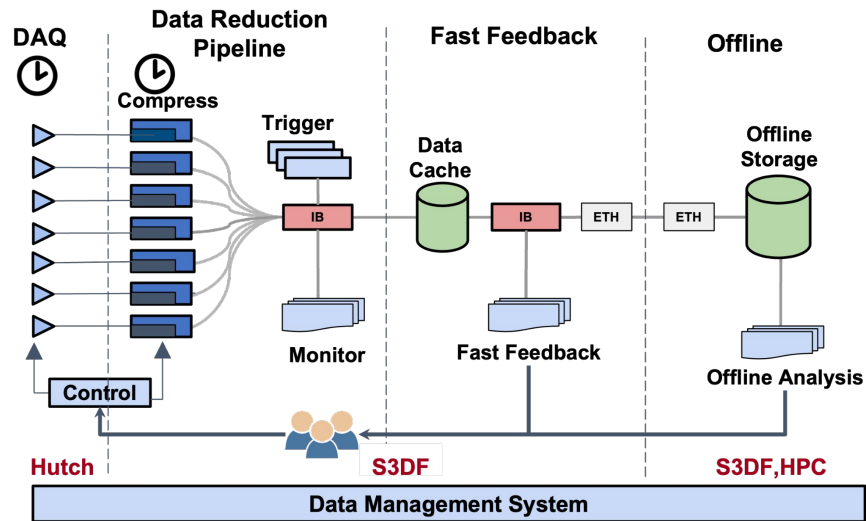 DAQ
Data Reduction
Pipeline
Fast Feedback
Offline
Compress
Trigger
Data
Cache
Offline
Storage
IB
IB
ETH
ETH
Monitor
Fast Feedback
Offline Analysis
Control
Hutch
S3DF
S3DF,HPC
Data Management System